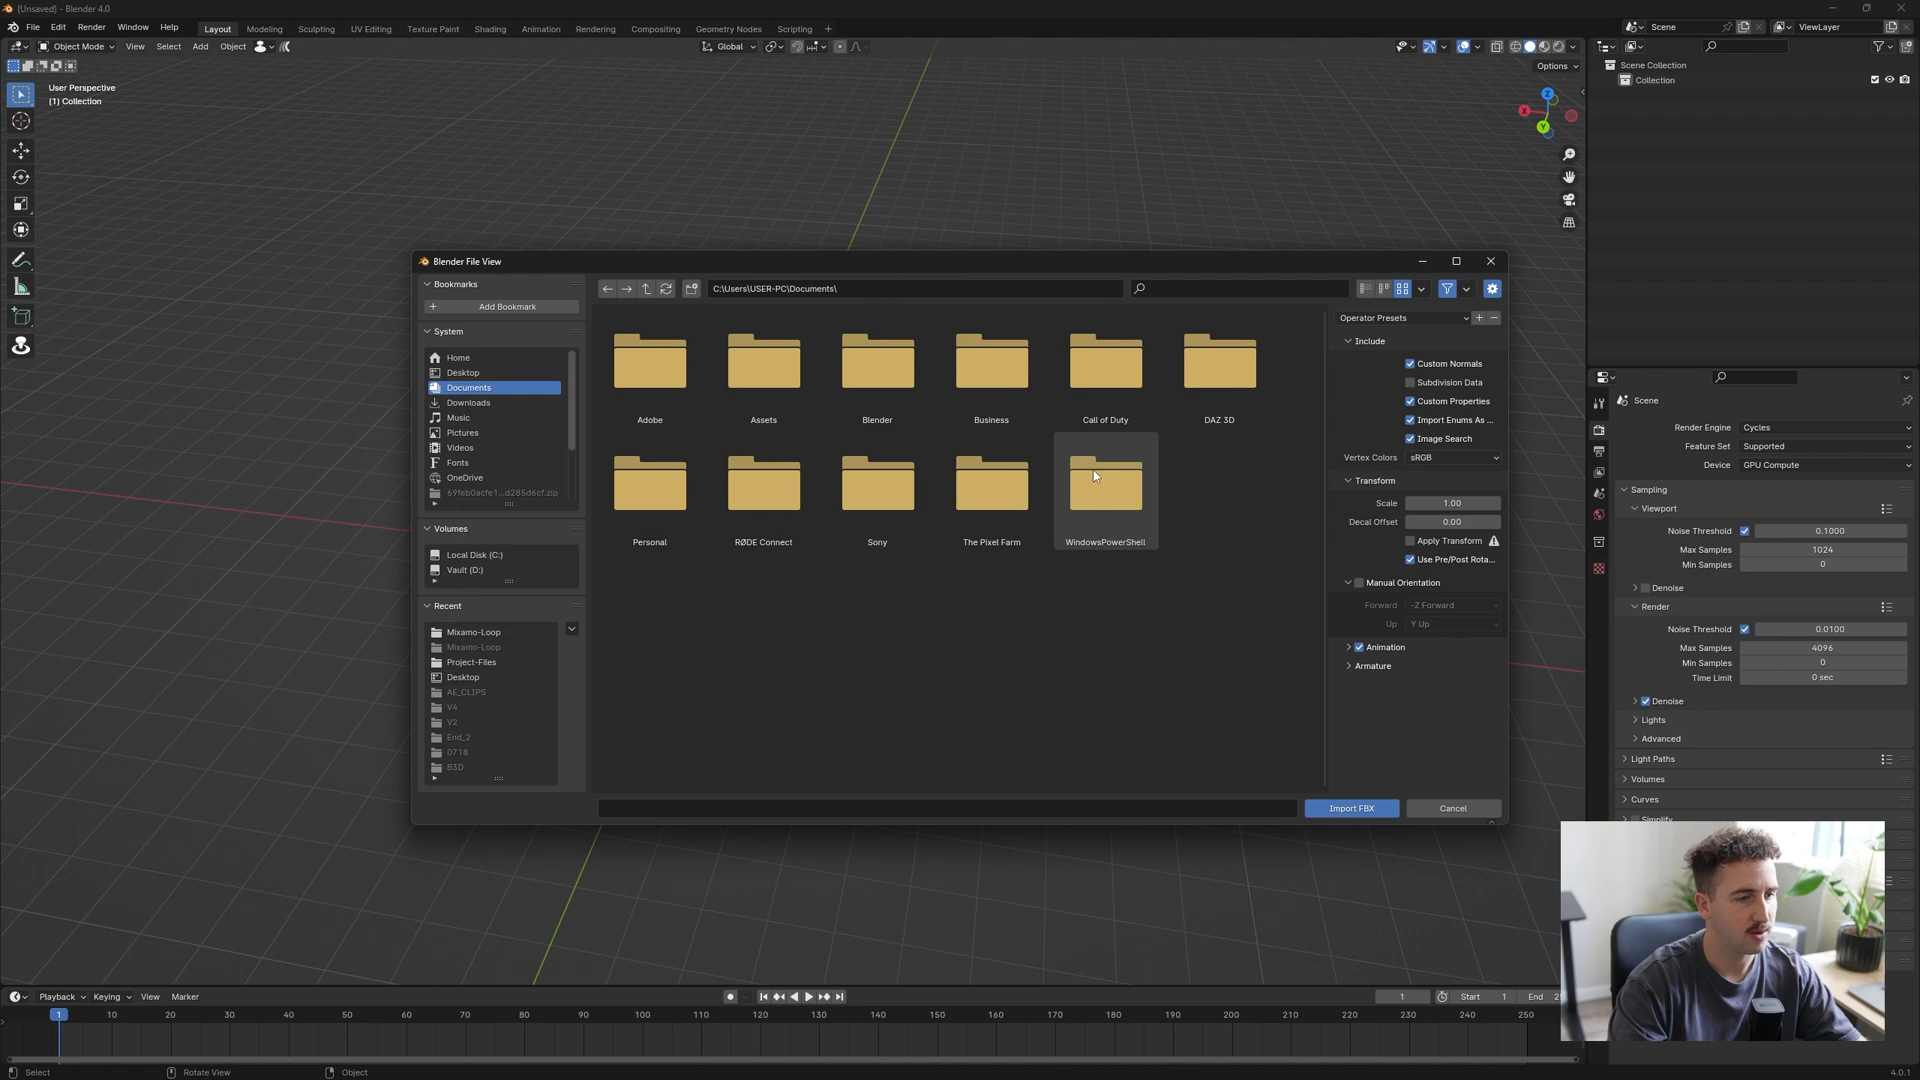 (Unsaved) - Blender 4.0
File Edit Render Window Help
Layout Modeling Sculpting UV Editing Texture Paint Shading Animation Rendering Compositing Geometry Nodes Scripting +
Scene
ViewLayer
Object Mode View Select Add Object
Global
Options
User Perspective
(1) Collection
Z
X
Y
Scene Collection
Collection
Blender File View
Bookmarks
Add Bookmark
System
Home
Desktop
Documents
Downloads
Music
Pictures
Videos
Fonts
OneDrive
69feb0acfe1...d285d6cf.zip
Volumes
Local Disk (C:)
Vault (D:)
Recent
Mixamo-Loop
Mixamo-Loop
Project-Files
Desktop
AE_CLIPS
V4
V2
End_2
0718
B3D
C:\Users\USER-PC\Documents\
Adobe
Assets
Blender
Business
Call of Duty
DAZ 3D
Personal
RØDE Connect
Sony
The Pixel Farm
WindowsPowerShell
Operator Presets
Include
Custom Normals
Subdivision Data
Custom Properties
Import Enums As ...
Image Search
Vertex Colors sRGB
Transform
Scale 1.00
Decal Offset 0.00
Apply Transform
Use Pre/Post Rota...
Manual Orientation
Forward -Z Forward
Up Y Up
Animation
Armature
Import FBX
Cancel
Scene
Render Engine Cycles
Feature Set Supported
Device GPU Compute
Sampling
Viewport
Noise Threshold 0.1000
Max Samples 1024
Min Samples 0
Denoise
Render
Noise Threshold 0.0100
Max Samples 4096
Min Samples 0
Time Limit 0 sec
Denoise
Lights
Advanced
Light Paths
Volumes
Curves
Simplify
Playback Keying View Marker
1
Start 1
End
1 10 20 30 40 50 60 70 80 90 100 110 120 130 140 150 160 170 180 190 200 210 220 230 240 250
Select
Rotate View
Object
4.0.1